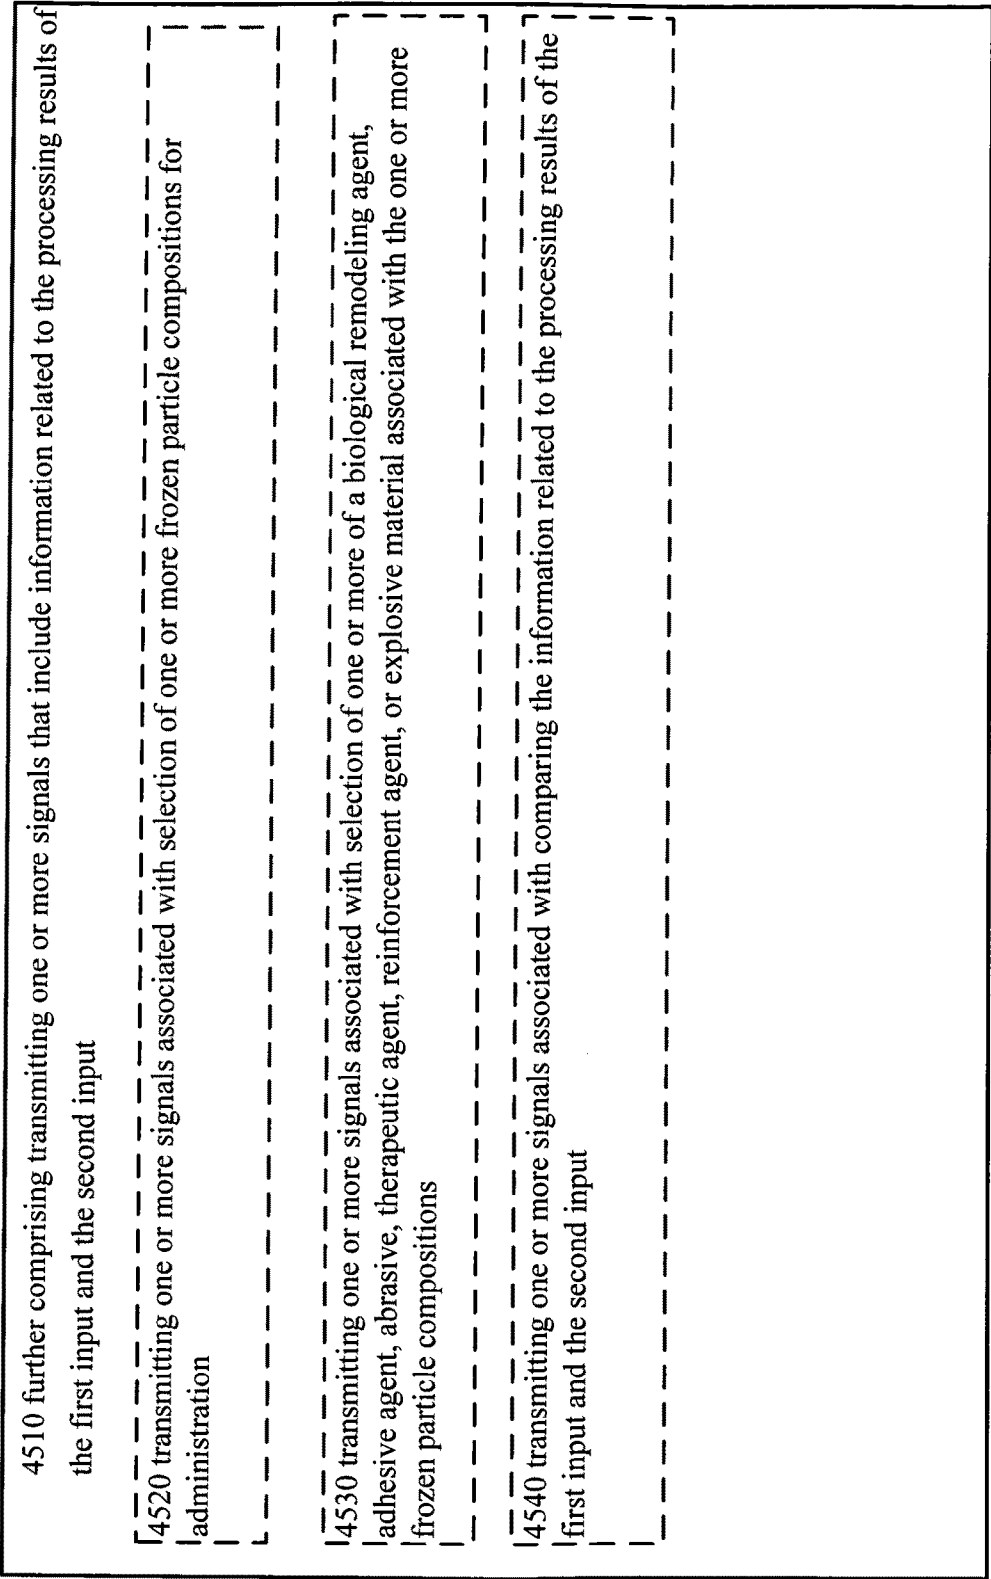 4510 further comprising transmitting one or more signals that include information related to the processing results of
the first input and the second input
4520 transmitting one or more signals associated with selection of one or more frozen particle compositions for
administration
4530 transmitting one or more signals associated with selection of one or more of a biological remodeling agent,
adhesive agent, abrasive, therapeutic agent, reinforcement agent, or explosive material associated with the one or more
frozen particle compositions
4540 transmitting one or more signals associated with comparing the information related to the processing results of the
first input and the second input